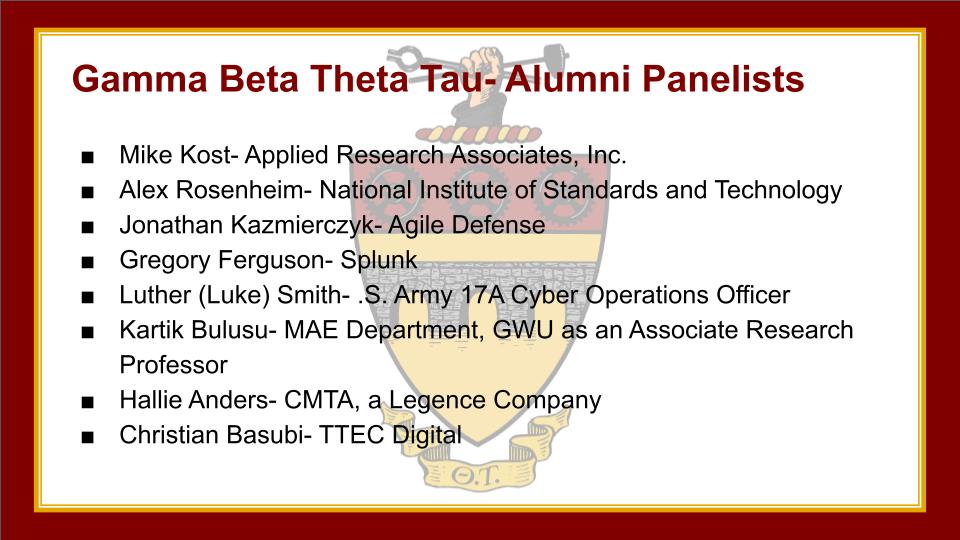 Gamma Beta Theta Tau- Alumni Panelists
■ Mike Kost- Applied Research Associates, Inc.
■ Alex Rosenheim- National Institute of Standards and Technology
■ Jonathan Kazmierczyk- Agile Defense
■ Gregory Ferguson- Splunk
■ Luther (Luke) Smith- .S. Army 17A Cyber Operations Officer
■ Kartik Bulusu- MAE Department, GWU as an Associate Research
Professor
■ Hallie Anders- CMTA, a Legence Company
■ Christian Basubi- TTEC Digital
Θ.Τ.